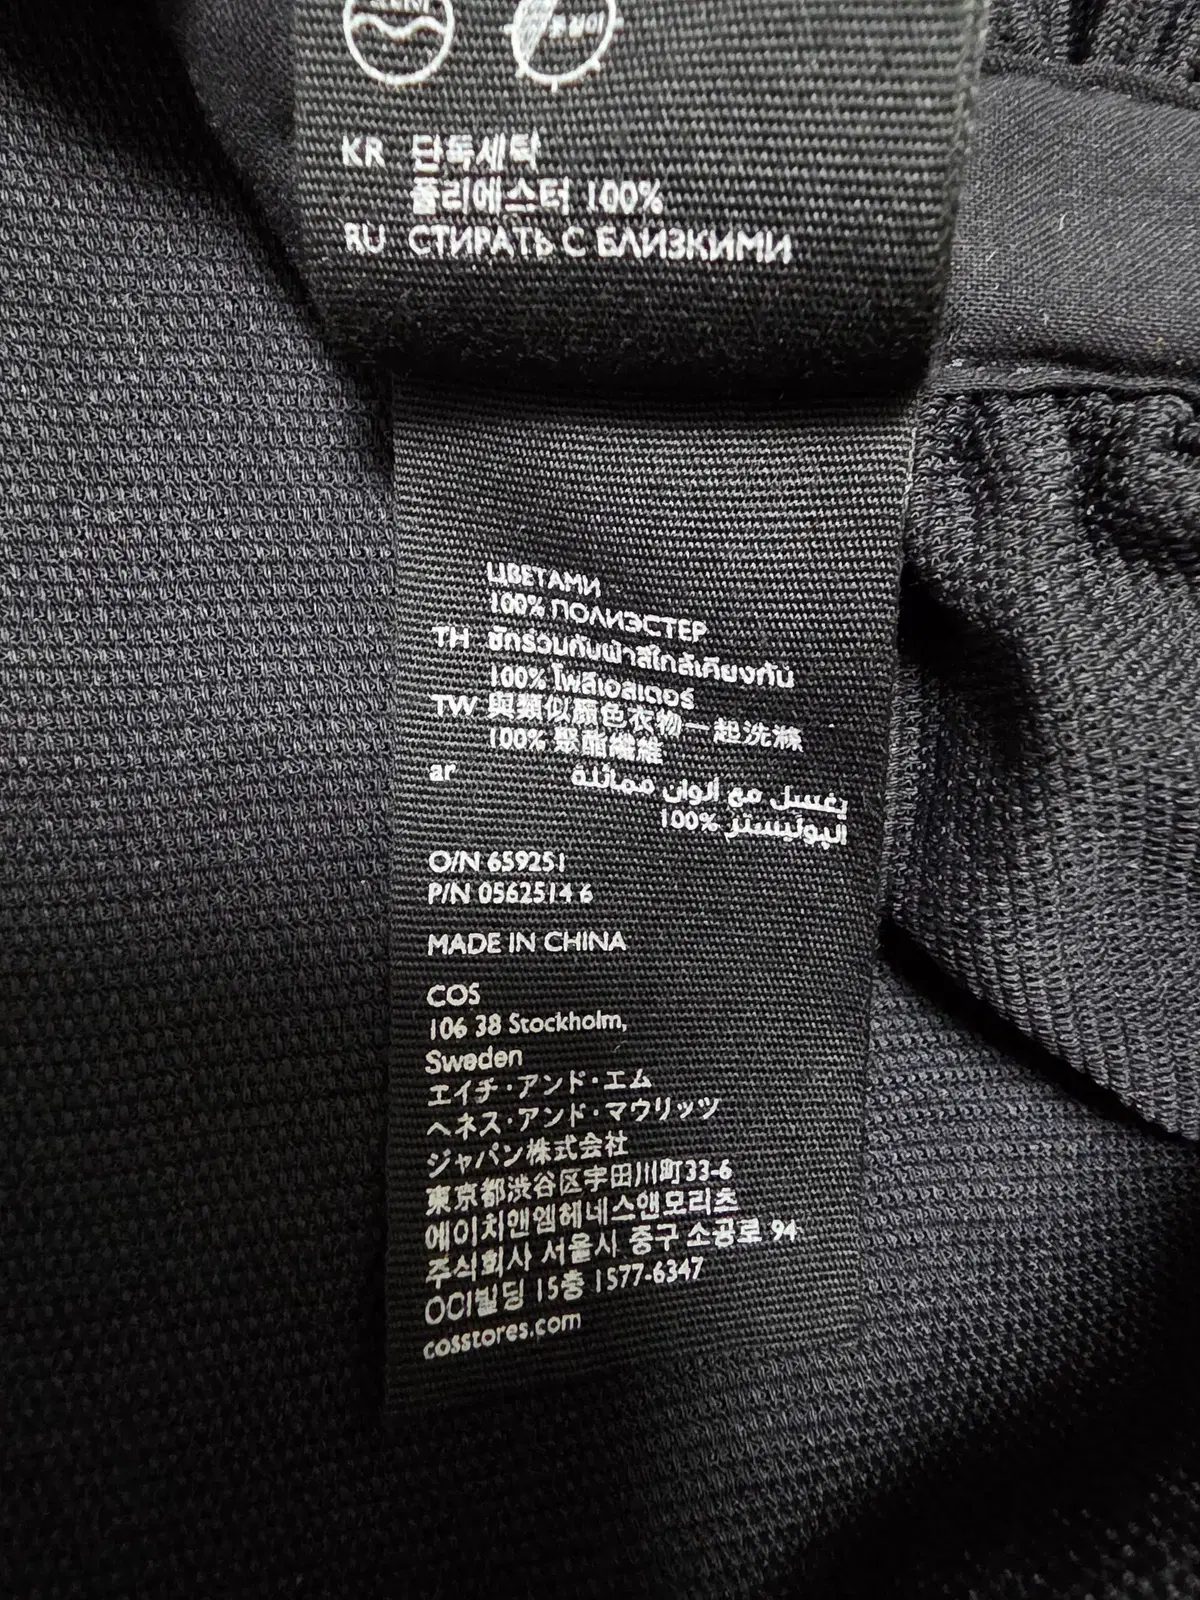 KR 단독세탁
폴리에스터 100%
RU СТИРАТЬ С БЛИЗКИМИ
ЦВЕТАМИ
100% ПОЛИЭСТЕР
TH ซักร่วมกับผ้าสีใกล้เคียงกัน
100% โพลีเอสเตอร์
TW 與類似顏色衣物一起洗滌
100% 聚酯纖維
ar يغسل مع ألوان مماثلة
البوليستر 100%
O/N 659251
P/N 0562514 6
MADE IN CHINA
COS
106 38 Stockholm,
Sweden
エイチ・アンド・エム
ヘネス・アンド・マウリッツ
ジャパン株式会社
東京都渋谷区宇田川町33-6
에이치앤엠헤네스앤모리츠
주식회사 서울시 중구 소공로 94
OCI빌딩 15층 1577-6347
cosstores.com